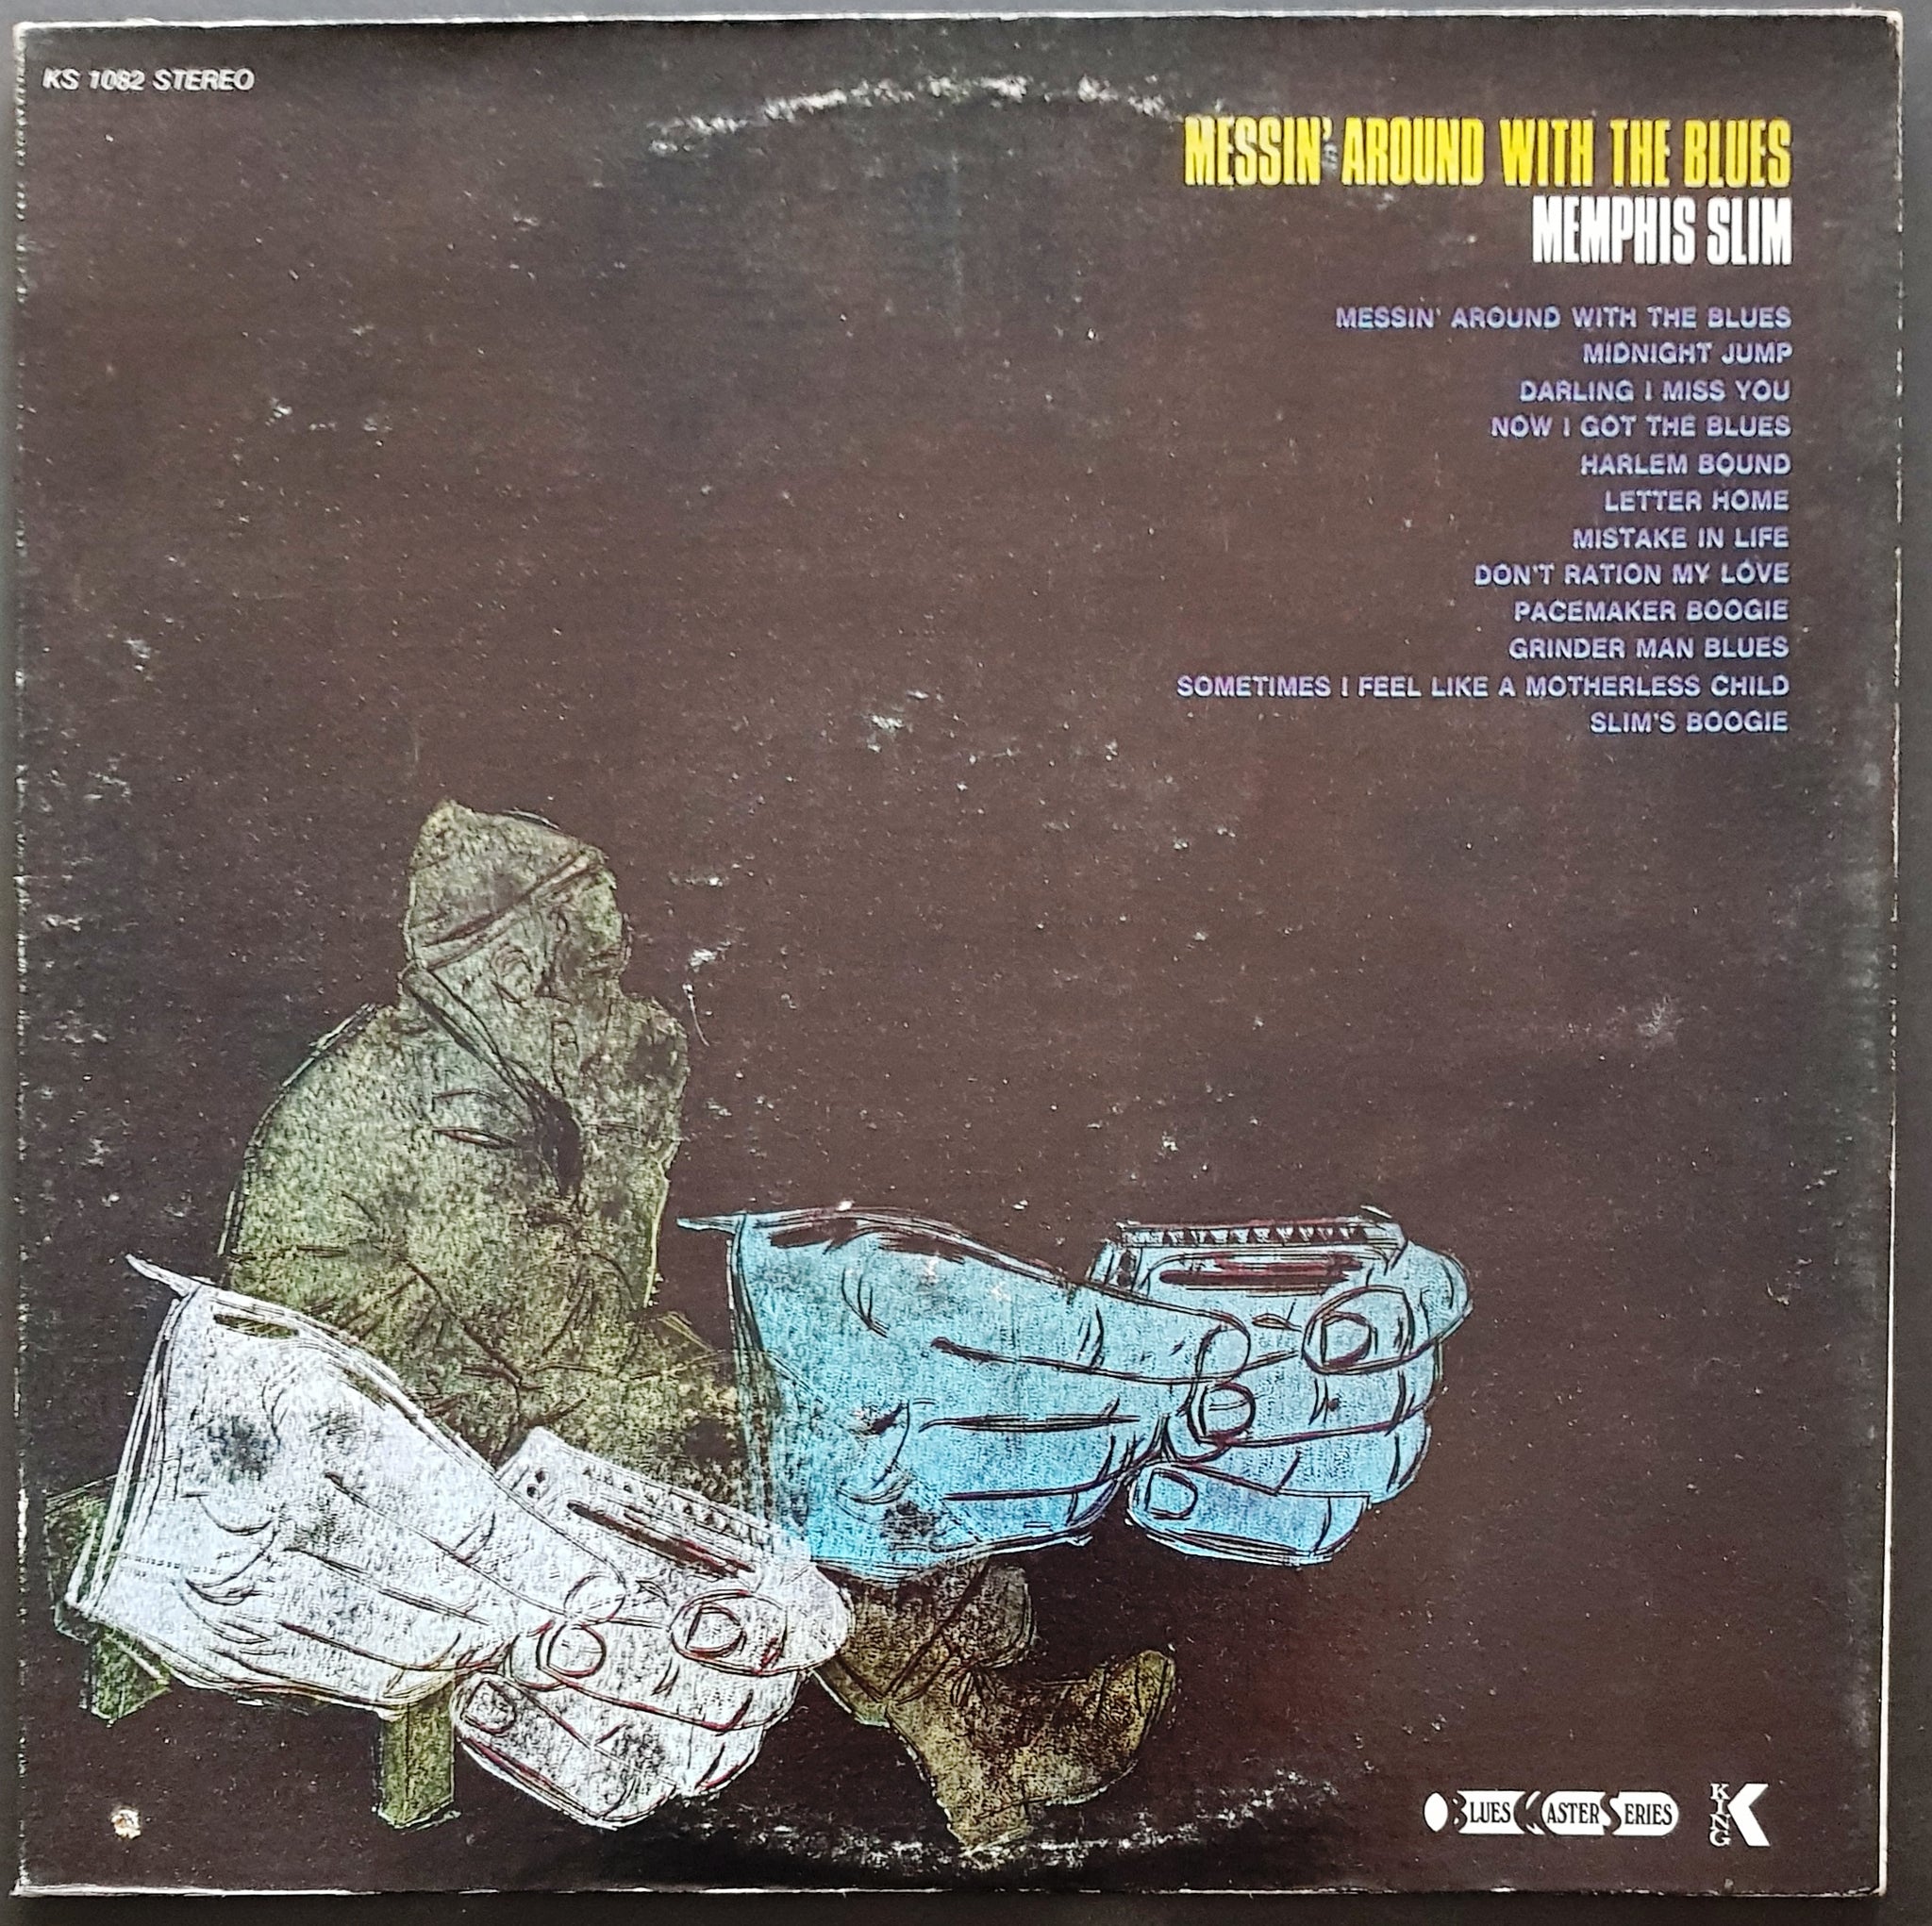 KS 1082 STEREO
MESSIN' AROUND WITH THE BLUES
MEMPHIS SLIM
MESSIN' AROUND WITH THE BLUES
MIDNIGHT JUMP
DARLING I MISS YOU
NOW I GOT THE BLUES
HARLEM BOUND
LETTER HOME
MISTAKE IN LIFE
DON'T RATION MY LOVE
PACEMAKER BOOGIE
GRINDER MAN BLUES
SOMETIMES I FEEL LIKE A MOTHERLESS CHILD
SLIM'S BOOGIE
BLUES MASTER SERIES
KING K